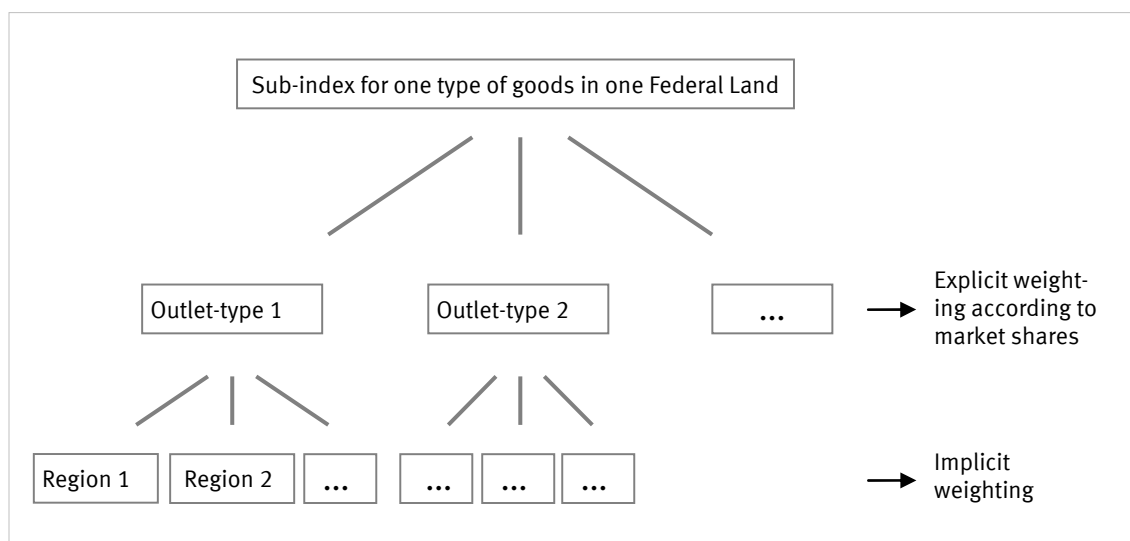 Sub-index for one type of goods in one Federal Land
Outlet-type 1
Outlet-type 2
...
Explicit weight-
ing according to
market shares
Region 1
Region 2
...
...
...
...
Implicit
weighting